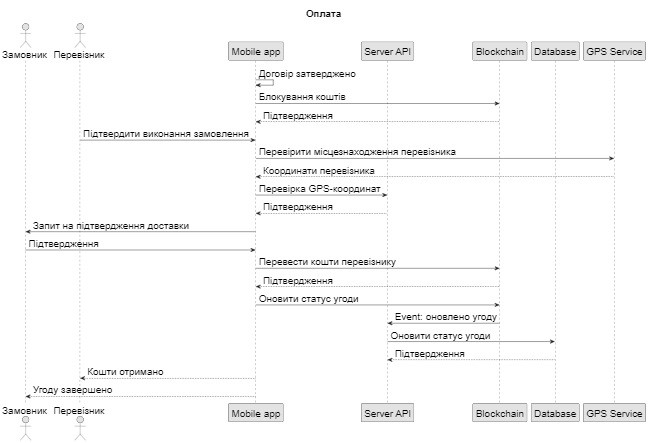 Оплата
Замовник
Перевізник
Mobile app
Server API
Blockchain
Database
GPS Service
Договір затверджено
Блокування коштів
Підтвердження
Підтвердити виконання замовлення
Перевірити місцезнаходження перевізника
Координати перевізника
Перевірка GPS-координат
Підтвердження
Запит на підтвердження доставки
Підтвердження
Перевести кошти перевізнику
Підтвердження
Оновити статус угоди
Event: оновлено угоду
Оновити статус угоди
Підтвердження
Кошти отримано
Угоду завершено
Замовник
Перевізник
Mobile app
Server API
Blockchain
Database
GPS Service